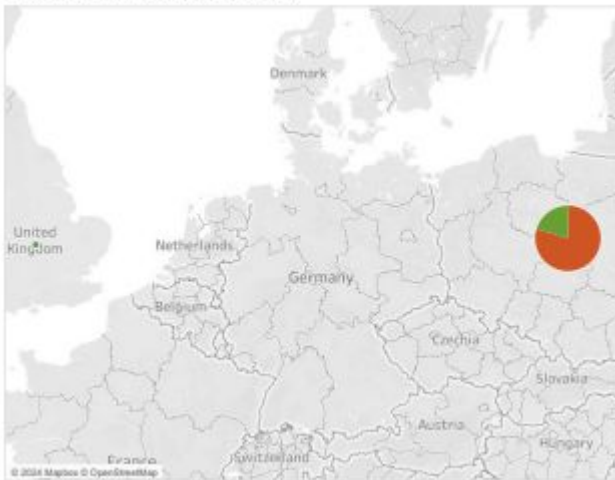 Denmark
United
Kingdom
Netherlands
Germany
Belgium
Czechia
Slovakia
Austria
Hungary
France
Switzerland
© 2024 Mapbox © OpenStreetMap